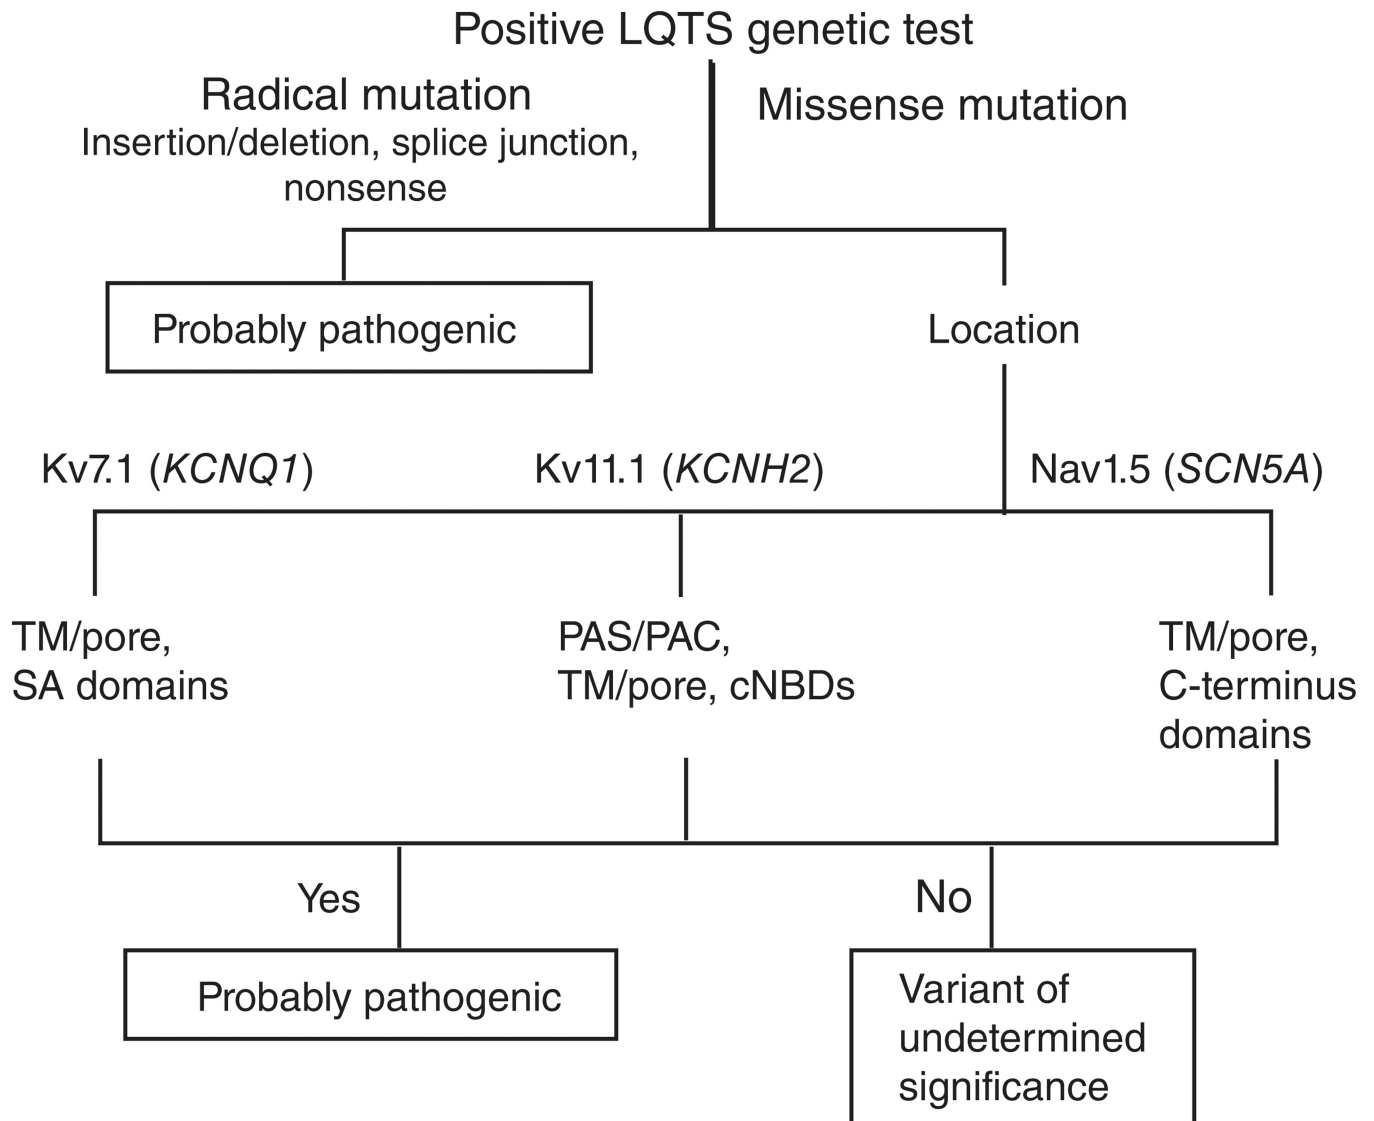 Positive LQTS genetic test
Radical mutation
Insertion/deletion, splice junction,
nonsense
Missense mutation
Probably pathogenic
Location
Kv7.1 (KCNQ1)
Kv11.1 (KCNH2)
Nav1.5 (SCN5A)
TM/pore,
SA domains
PAS/PAC,
TM/pore, cNBDs
TM/pore,
C-terminus
domains
Yes
No
Probably pathogenic
Variant of
undetermined
significance